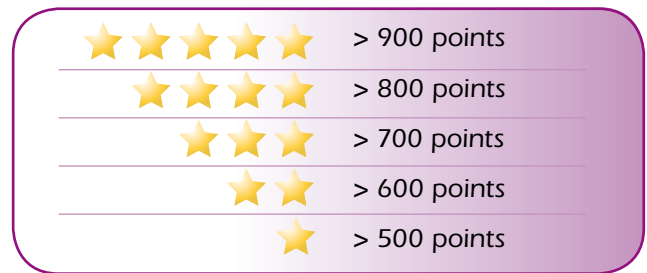 > 900 points
> 800 points
> 700 points
> 600 points
> 500 points